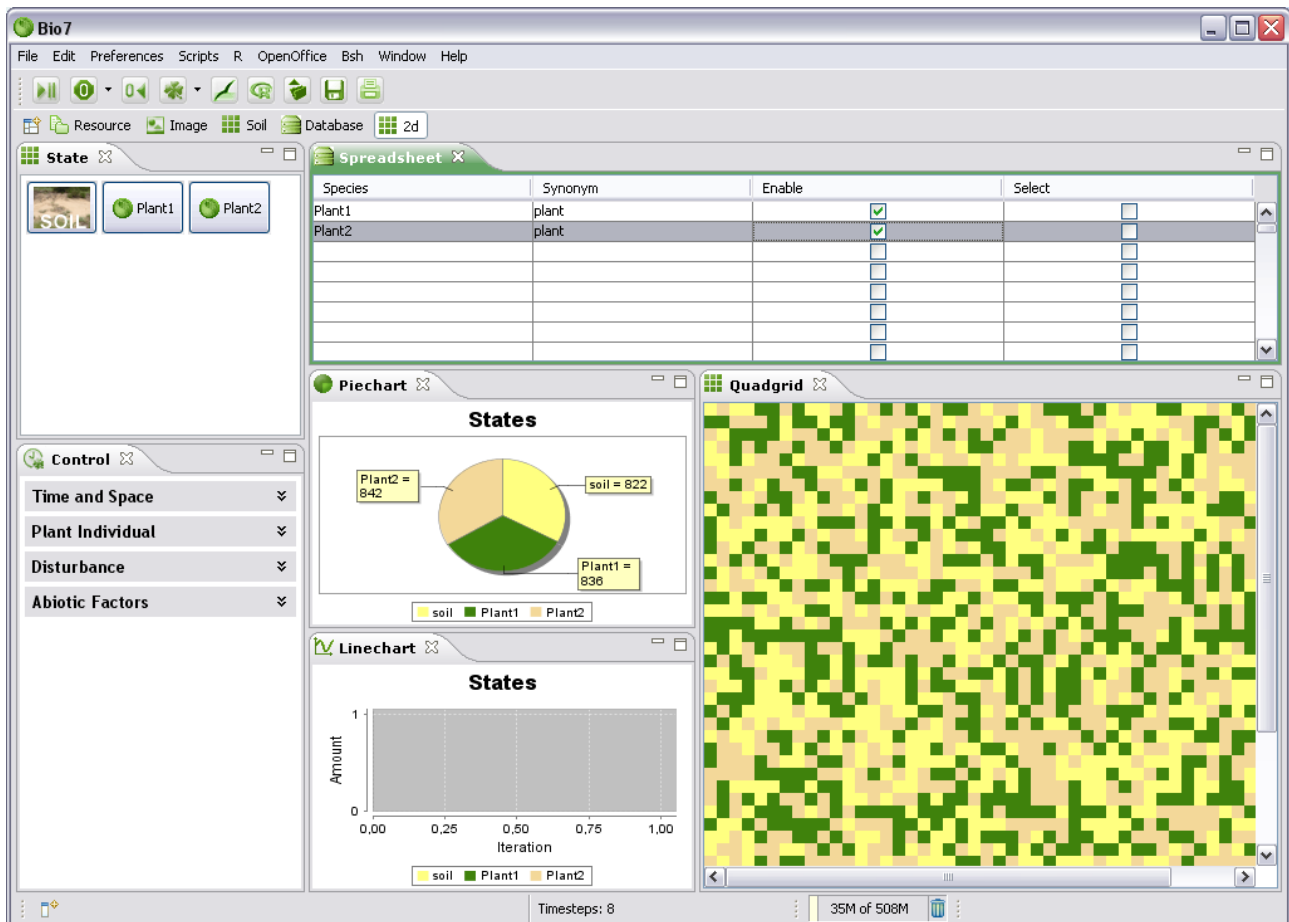 Bio7
File Edit Preferences Scripts R OpenOffice Bsh Window Help
Resource Image Soil Database 2d
State
SOIL Plant1 Plant2
Spreadsheet
Species Synonym Enable Select
Plant1 plant
Plant2 plant
Control
Time and Space
Plant Individual
Disturbance
Abiotic Factors
Piechart
States
Plant2 =
842
soil = 822
Plant1 =
836
soil Plant1 Plant2
Linechart
States
1
Amount
0
0,00 0,25 0,50 0,75 1,00
Iteration
soil Plant1 Plant2
Quadgrid
Timesteps: 8
35M of 508M